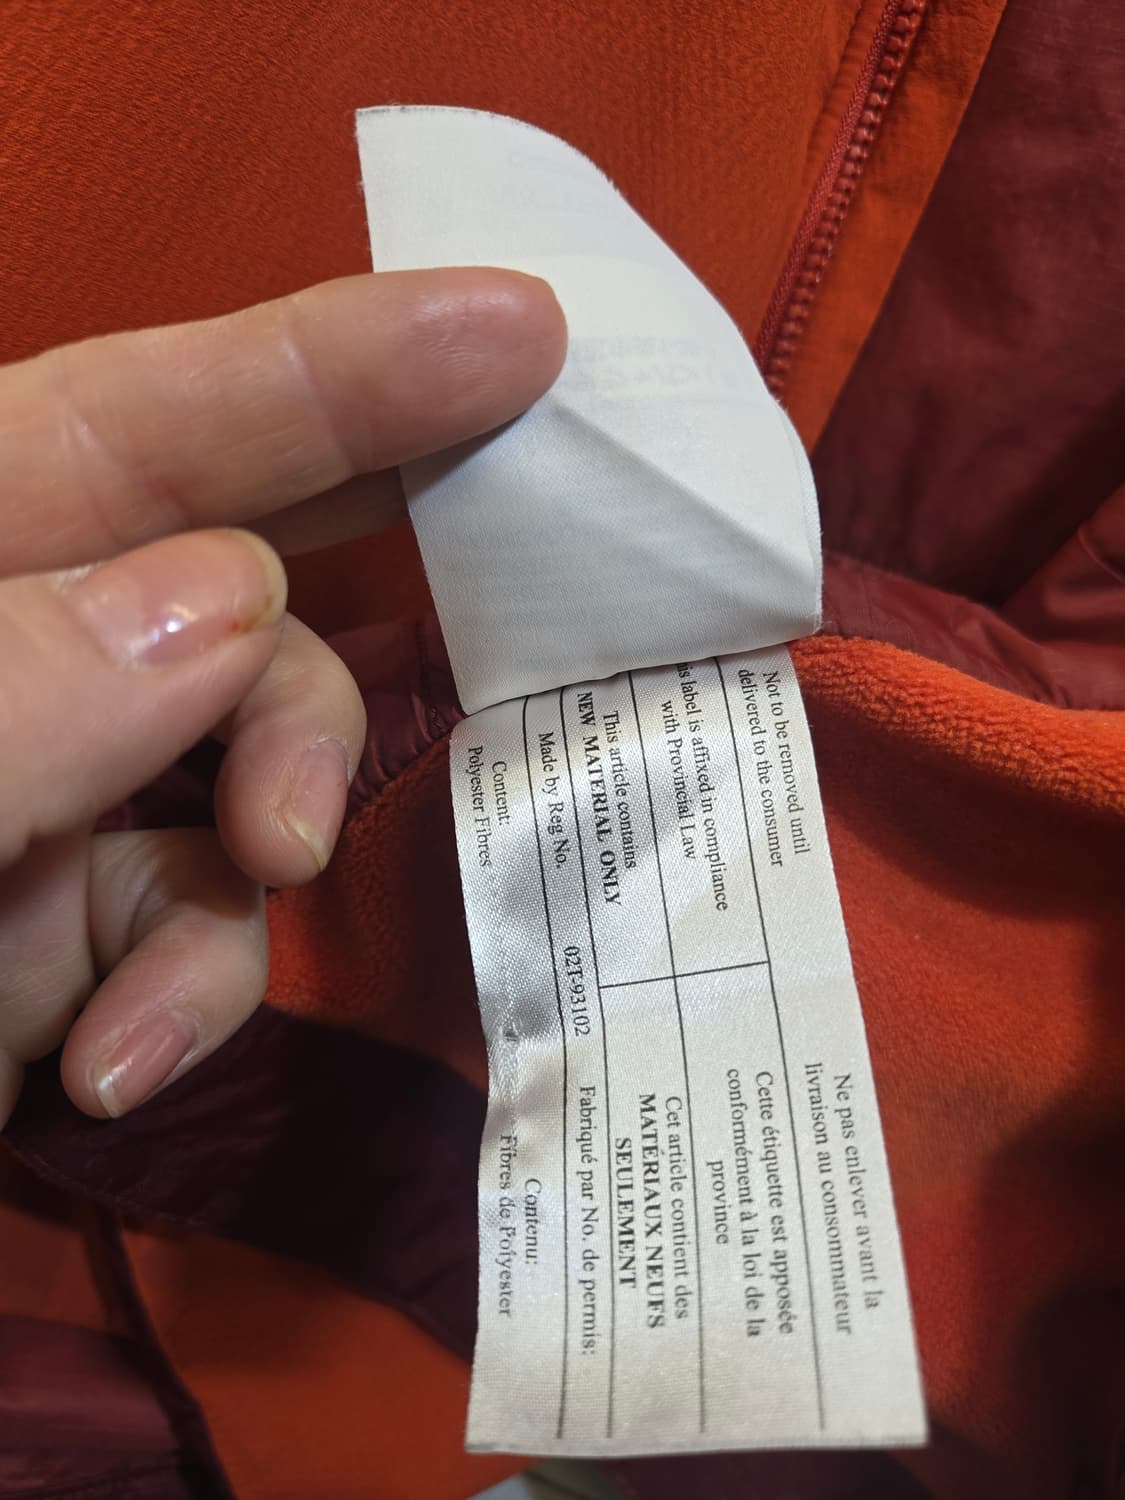 Not to be removed until
delivered to the consumer
Ne pas enlever avant la
livraison au consommateur
is label is affixed in compliance
with Provincial Law
Cette étiquette est apposée
conformément à la loi de la
province
This article contains
NEW MATERIAL ONLY
Cet article contient des
MATÉRIAUX NEUFS
SEULEMENT
Made by Reg No. 02T-93102 Fabriqué par No. de permis:
Content:
Polyester Fibres
Contenu:
Fibres de Polyester